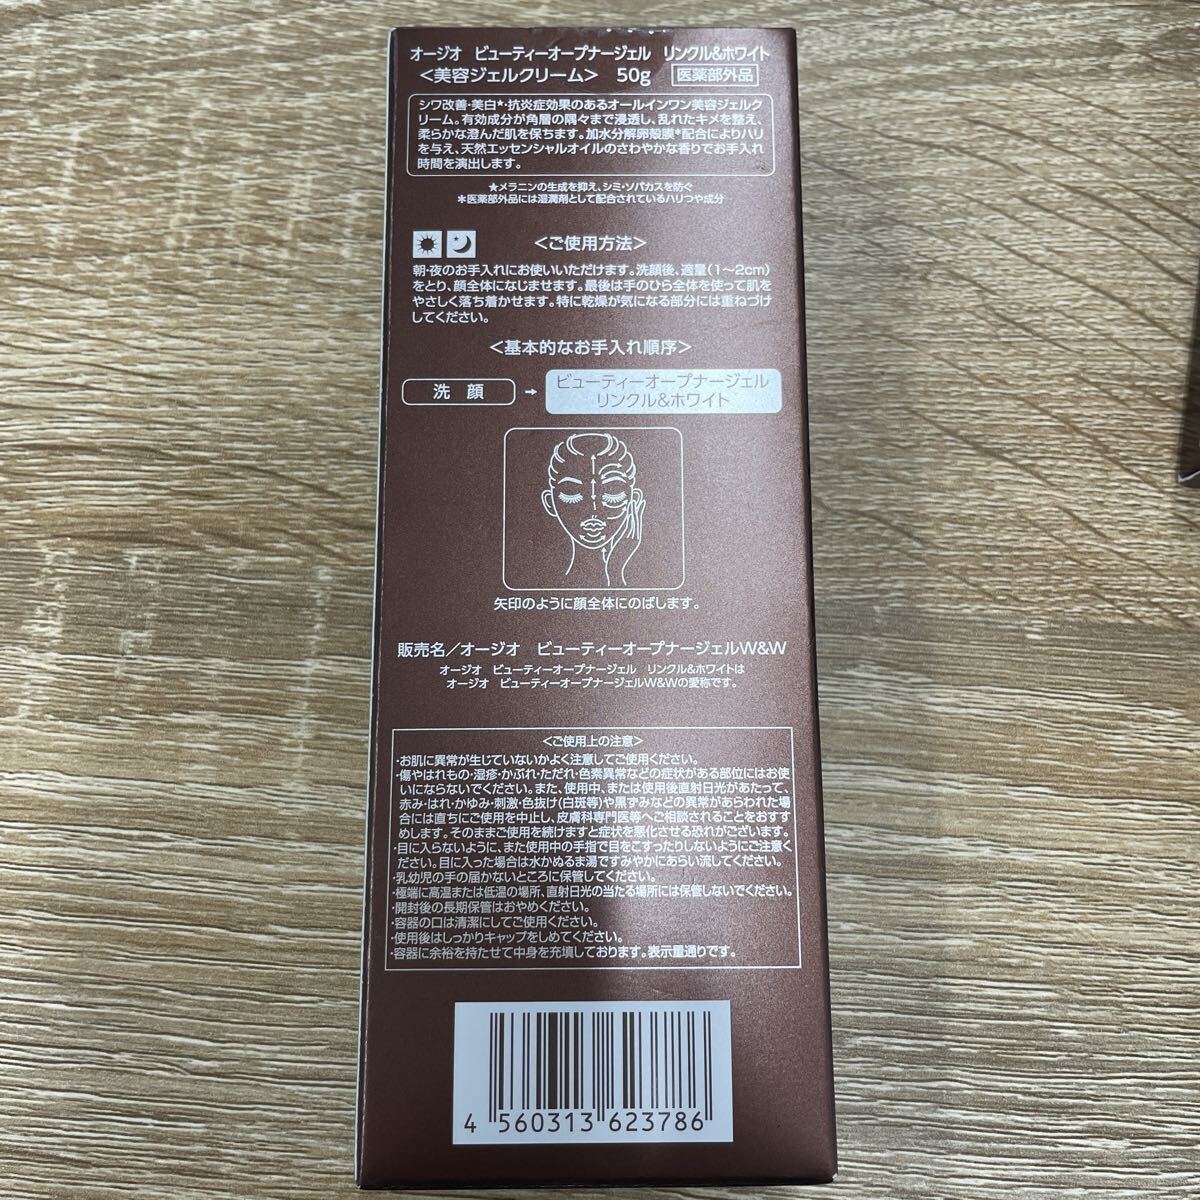 オージオ ビューティーオープナージェル リンクル&ホワイト
＜美容ジェルクリーム＞ 50g 医薬部外品
シワ改善・美白★・抗炎症効果のあるオールインワン美容ジェルク
リーム。有効成分が角層の隅々まで浸透し、乱れたキメを整え、
柔らかな澄んだ肌を保ちます。加水分解卵殻膜＊配合によりハリ
を与え、天然エッセンシャルオイルのさわやかな香りでお手入れ
時間を演出します。
★メラニンの生成を抑え、シミ・ソバカスを防ぐ
＊医薬部外品には湿潤剤として配合されているハリつや成分
＜ご使用方法＞
朝・夜のお手入れにお使いいただけます。洗顔後、適量(1〜2cm)
をとり、顔全体になじませます。最後は手のひら全体を使って肌を
やさしく落ち着かせます。特に乾燥が気になる部分には重ねづけ
してください。
＜基本的なお手入れ順序＞
洗 顔 → ビューティーオープナージェル
リンクル&ホワイト
矢印のように顔全体にのばします。
販売名／オージオ ビューティーオープナージェルW&W
オージオ ビューティーオープナージェル リンクル&ホワイトは
オージオ ビューティーオープナージェルW&Wの愛称です。
＜ご使用上の注意＞
・お肌に異常が生じていないかよく注意してご使用ください。
・傷やはれもの・湿疹・かぶれ・ただれ・色素異常などの症状がある部位にはお使
いにならないでください。また、使用中、または使用後直射日光があたって、
赤み・はれ・かゆみ・刺激・色抜け(白斑等)や黒ずみなどの異常があらわれた場
合には直ちにご使用を中止し、皮膚科専門医等へご相談されることをおすす
めします。そのままご使用を続けますと症状を悪化させる恐れがございます。
・目に入らないように、また使用中の手指で目をこすったりしないようにご注意く
ださい。目に入った場合は水かぬるま湯ですみやかにあらい流してください。
・乳幼児の手の届かないところに保管してください。
・極端に高温または低温の場所、直射日光の当たる場所には保管しないでください。
・開封後の長期保管はおやめください。
・容器の口は清潔にしてご使用ください。
・使用後はしっかりキャップをしめてください。
・容器に余裕を持たせて中身を充填しております。表示量通りです。
4 560313 623786